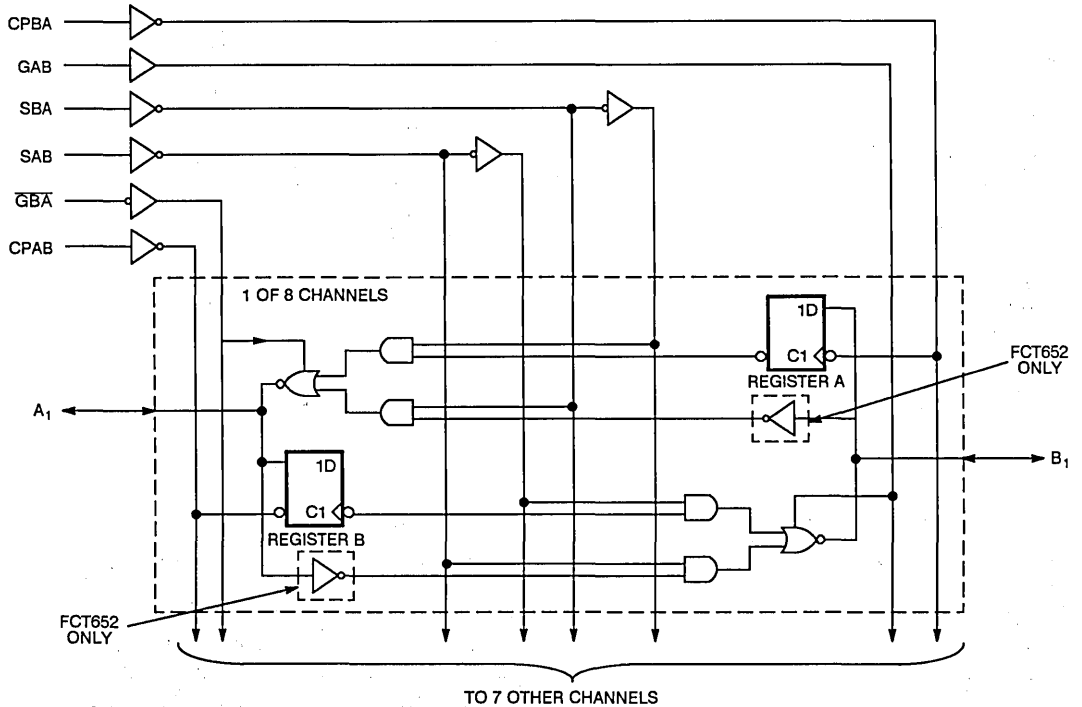 CPBA
GAB
SBA
SAB
GBA
CPAB
1 OF 8 CHANNELS
1D
C1
REGISTER A
FCT652
ONLY
A1
B1
1D
C1
REGISTER B
FCT652
ONLY
TO 7 OTHER CHANNELS